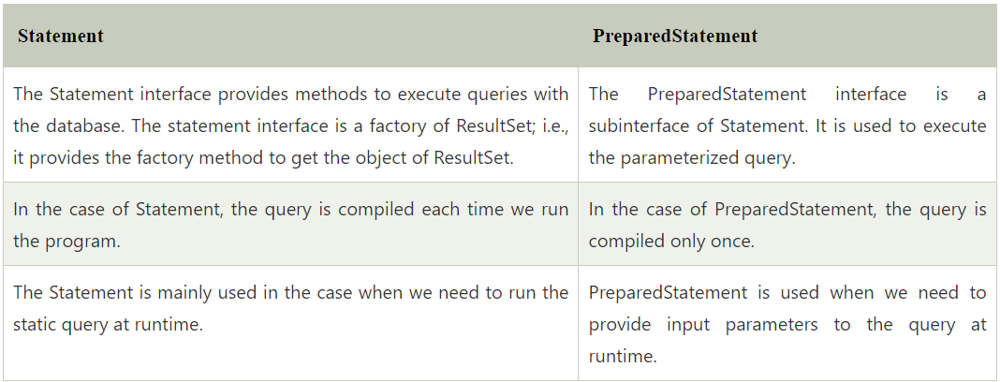 Statement
PreparedStatement
The Statement interface provides methods to execute queries with
the database. The statement interface is a factory of ResultSet; i.e.,
it provides the factory method to get the object of ResultSet.
The PreparedStatement interface is a
subinterface of Statement. It is used to execute
the parameterized query.
In the case of Statement, the query is compiled each time we run
the program.
In the case of PreparedStatement, the query is
compiled only once.
The Statement is mainly used in the case when we need to run the
static query at runtime.
PreparedStatement is used when we need to
provide input parameters to the query at
runtime.